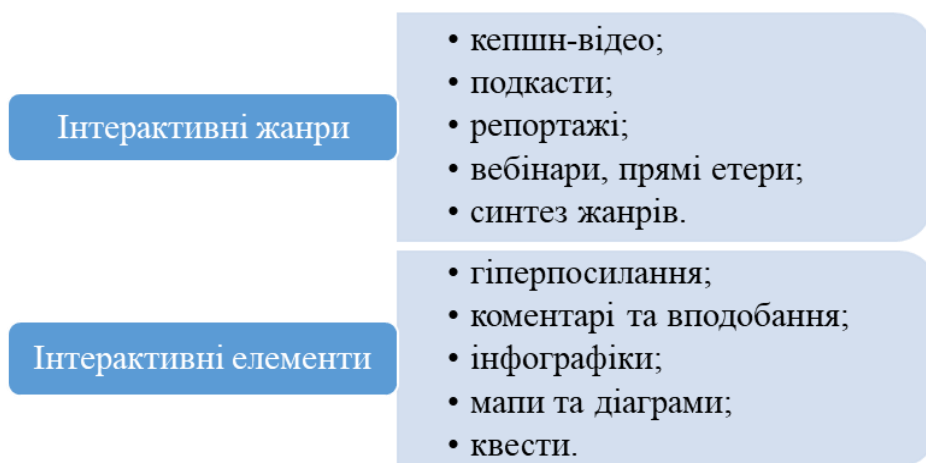 Інтерактивні жанри
• кепшн-відео;
• подкасти;
• репортажі;
• вебінари, прямі етери;
• синтез жанрів.
Інтерактивні елементи
• гіперпосилання;
• коментарі та вподобання;
• інфографіки;
• мапи та діаграми;
• квести.